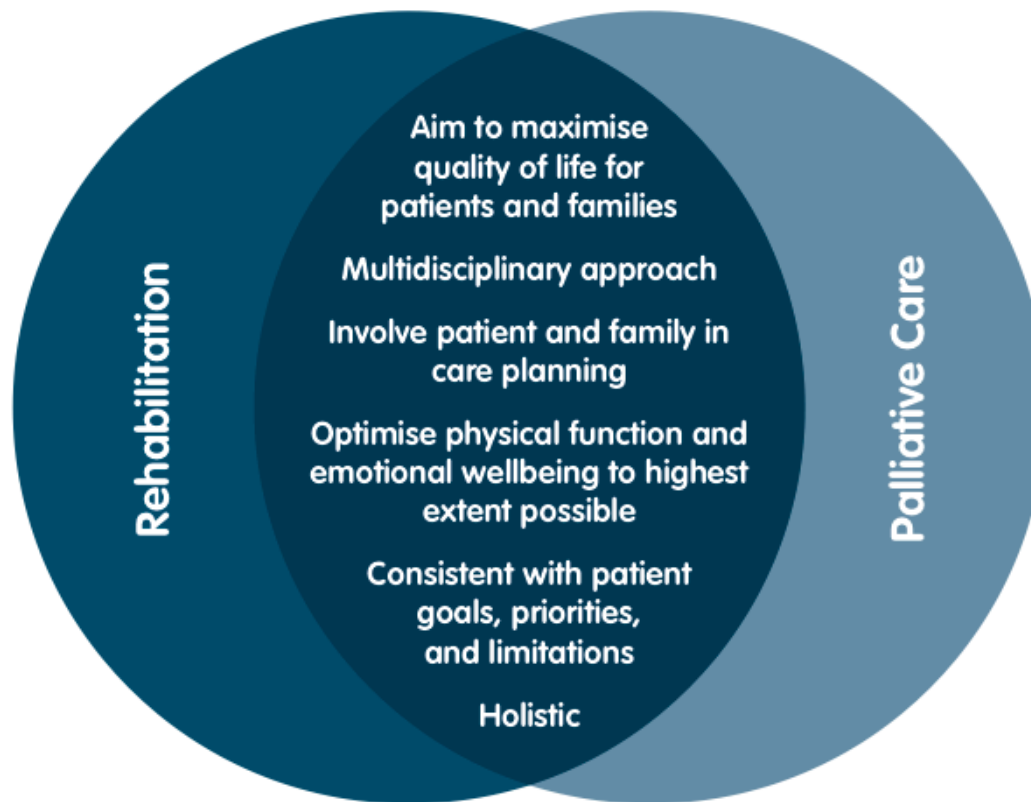 Rehabilitation
Aim to maximise
quality of life for
patients and families
Multidisciplinary approach
Involve patient and family in
care planning
Optimise physical function and
emotional wellbeing to highest
extent possible
Consistent with patient
goals, priorities,
and limitations
Holistic
Palliative Care